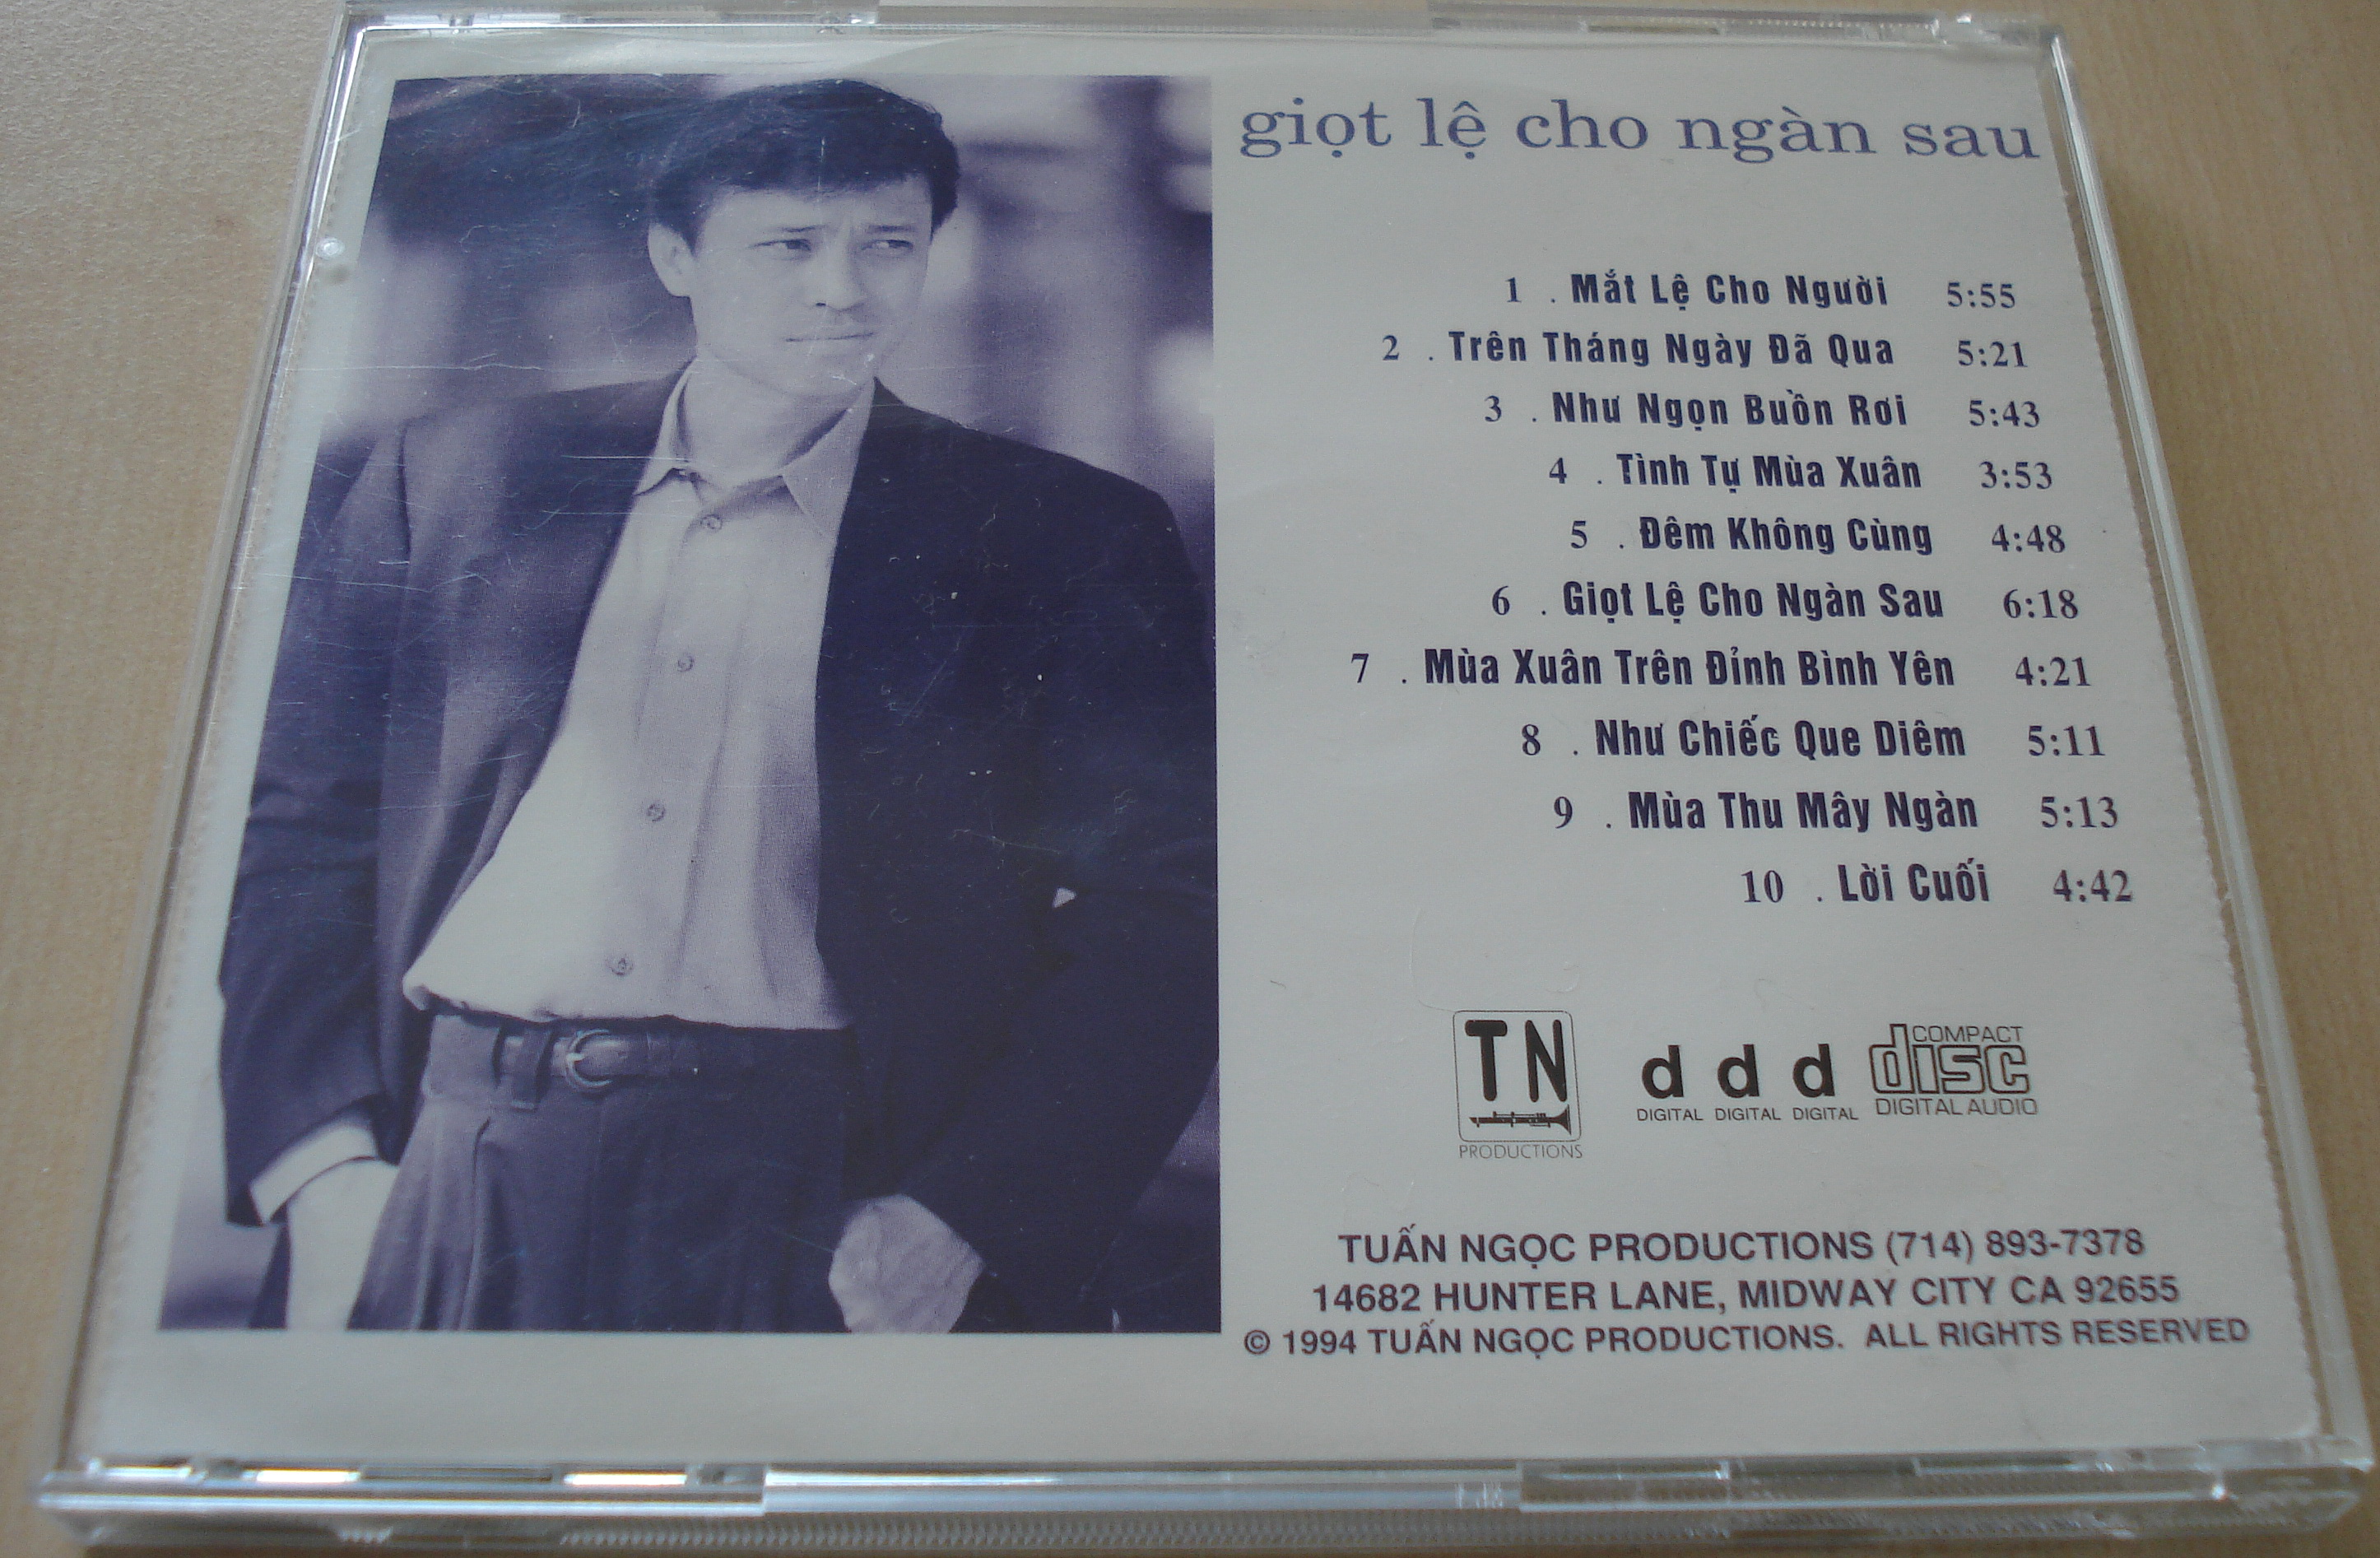 giọt lệ cho ngàn sau
1 . Mắt Lệ Cho Người 5:55
2 . Trên Tháng Ngày Đã Qua 5:21
3 . Như Ngọn Buồn Rơi 5:43
4 . Tình Tự Mùa Xuân 3:53
5 . Đêm Không Cùng 4:48
6 . Giọt Lệ Cho Ngàn Sau 6:18
7 . Mùa Xuân Trên Đỉnh Bình Yên 4:21
8 . Như Chiếc Que Diêm 5:11
9 . Mùa Thu Mây Ngàn 5:13
10 . Lời Cuối 4:42
TN
PRODUCTIONS
d d d
DIGITAL DIGITAL DIGITAL
COMPACT
disc
DIGITAL AUDIO
TUẤN NGỌC PRODUCTIONS (714) 893-7378
14682 HUNTER LANE, MIDWAY CITY CA 92655
© 1994 TUẤN NGỌC PRODUCTIONS. ALL RIGHTS RESERVED